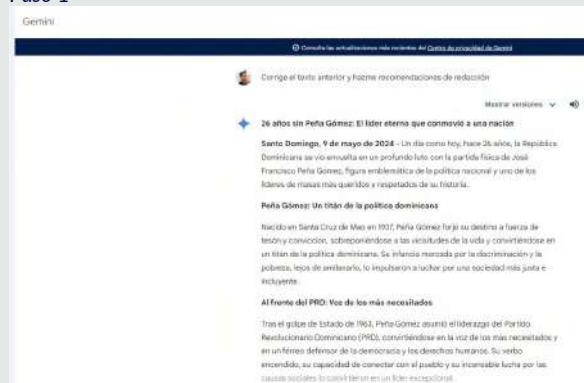 Paso 1
Gemini
Consulta las actualizaciones más recientes del Centro de privacidad de Gemini
Corrige el texto anterior y hazme recomendaciones de redacción
Mostrar versiones
26 años sin Peña Gómez: El líder eterno que conmovió a una nación
Santo Domingo, 9 de mayo de 2024 - Un día como hoy, hace 26 años, la República
Dominicana se vio envuelta en un profundo luto con la partida física de José
Francisco Peña Gómez, figura emblemática de la política nacional y uno de los
líderes de masas más queridos y respetados de su historia.
Peña Gómez: Un titán de la política dominicana
Nacido en Santa Cruz de Mao en 1937, Peña Gómez forjó su destino a fuerza de
tesón y convicción, sobreponiéndose a las vicisitudes de la vida y convirtiéndose en
un titán de la política dominicana. Su infancia marcada por la discriminación y la
pobreza, lejos de amilanarlo, lo impulsaron a luchar por una sociedad más justa e
incluyente.
Al frente del PRD: Voz de los más necesitados
Tras el golpe de Estado de 1963, Peña Gómez asumió el liderazgo del Partido
Revolucionario Dominicano (PRD), convirtiéndose en la voz de los más necesitados y
en un férreo defensor de la democracia y los derechos humanos. Su verbo
encendido, su capacidad de conectar con el pueblo y su incansable lucha por las
causas sociales lo convirtieron en un líder excepcional.